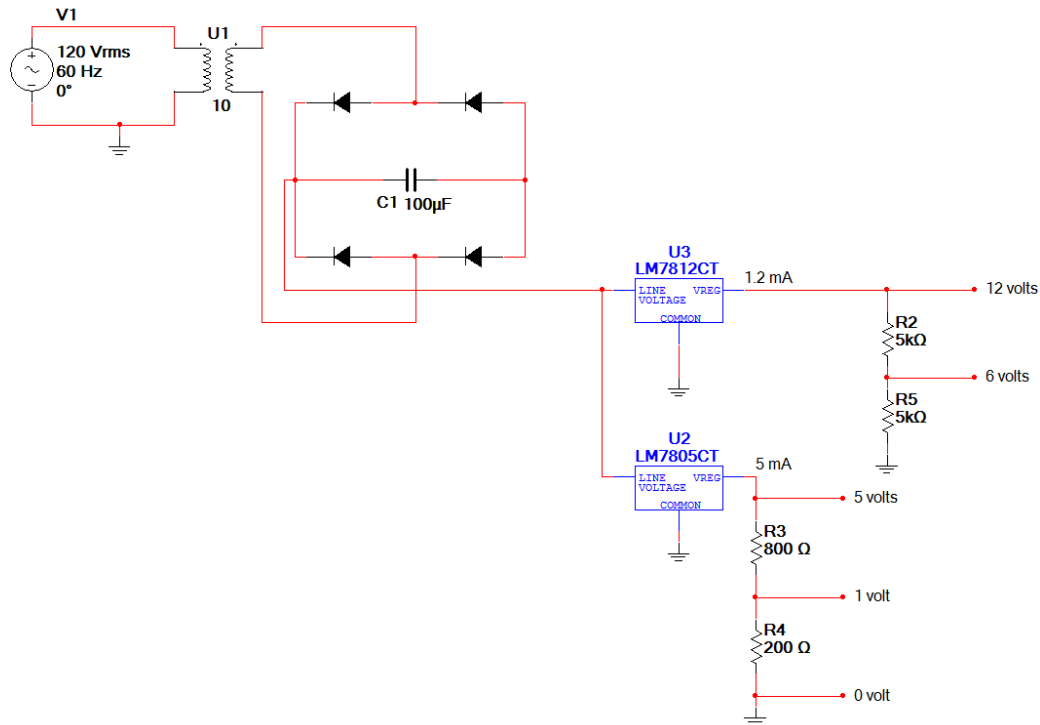 V1
120 Vrms
60 Hz
0°
U1
10
C1 100µF
U3
LM7812CT
LINE VREG
VOLTAGE
COMMON
1.2 mA
12 volts
R2
5kΩ
6 volts
R5
5kΩ
U2
LM7805CT
LINE VREG
VOLTAGE
COMMON
5 mA
5 volts
R3
800 Ω
1 volt
R4
200 Ω
0 volt